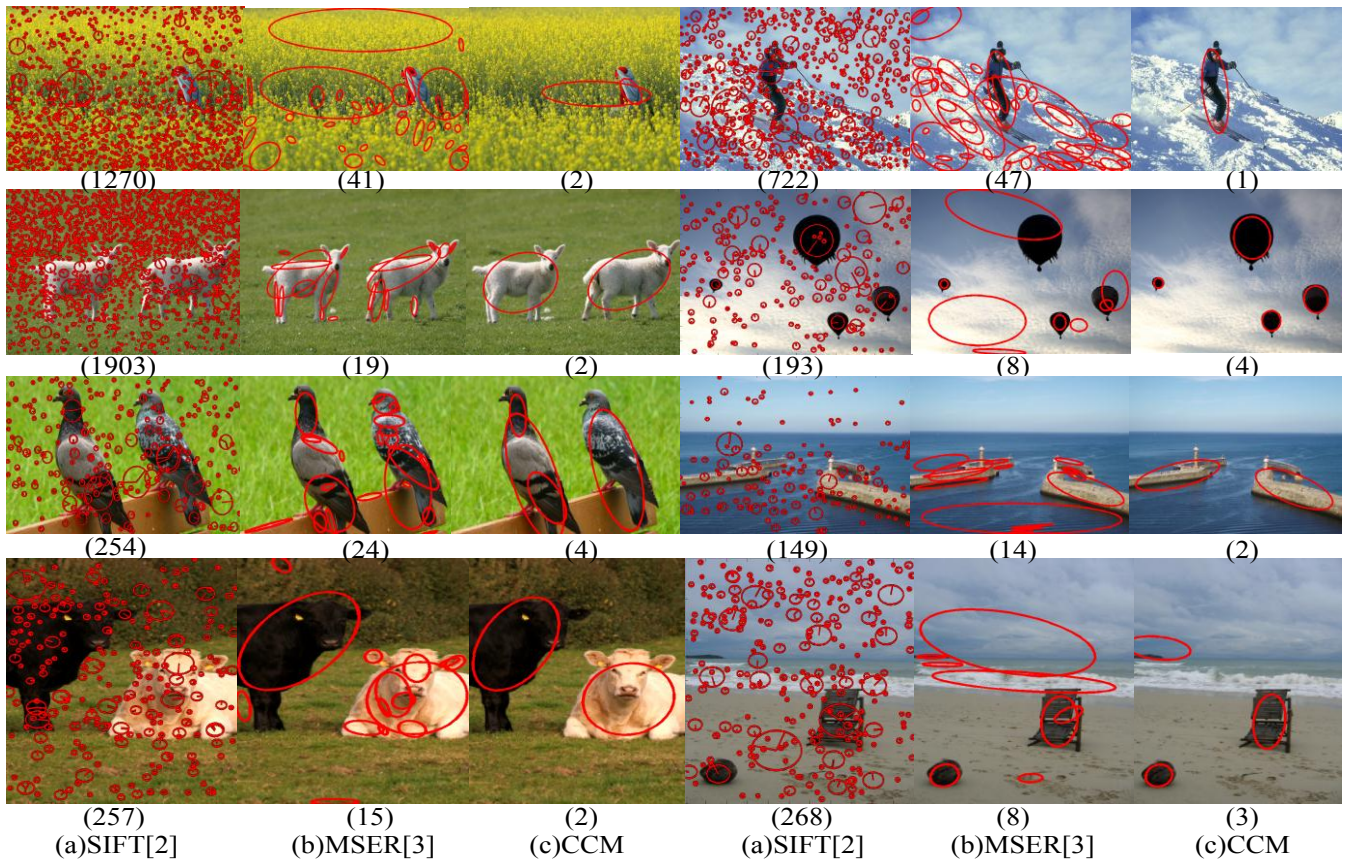 (1270) (41) (2) (722) (47) (1)
(1903) (19) (2) (193) (8) (4)
(254) (24) (4) (149) (14) (2)
(257) (15) (2) (268) (8) (3)
(a)SIFT[2] (b)MSER[3] (c)CCM (a)SIFT[2] (b)MSER[3] (c)CCM